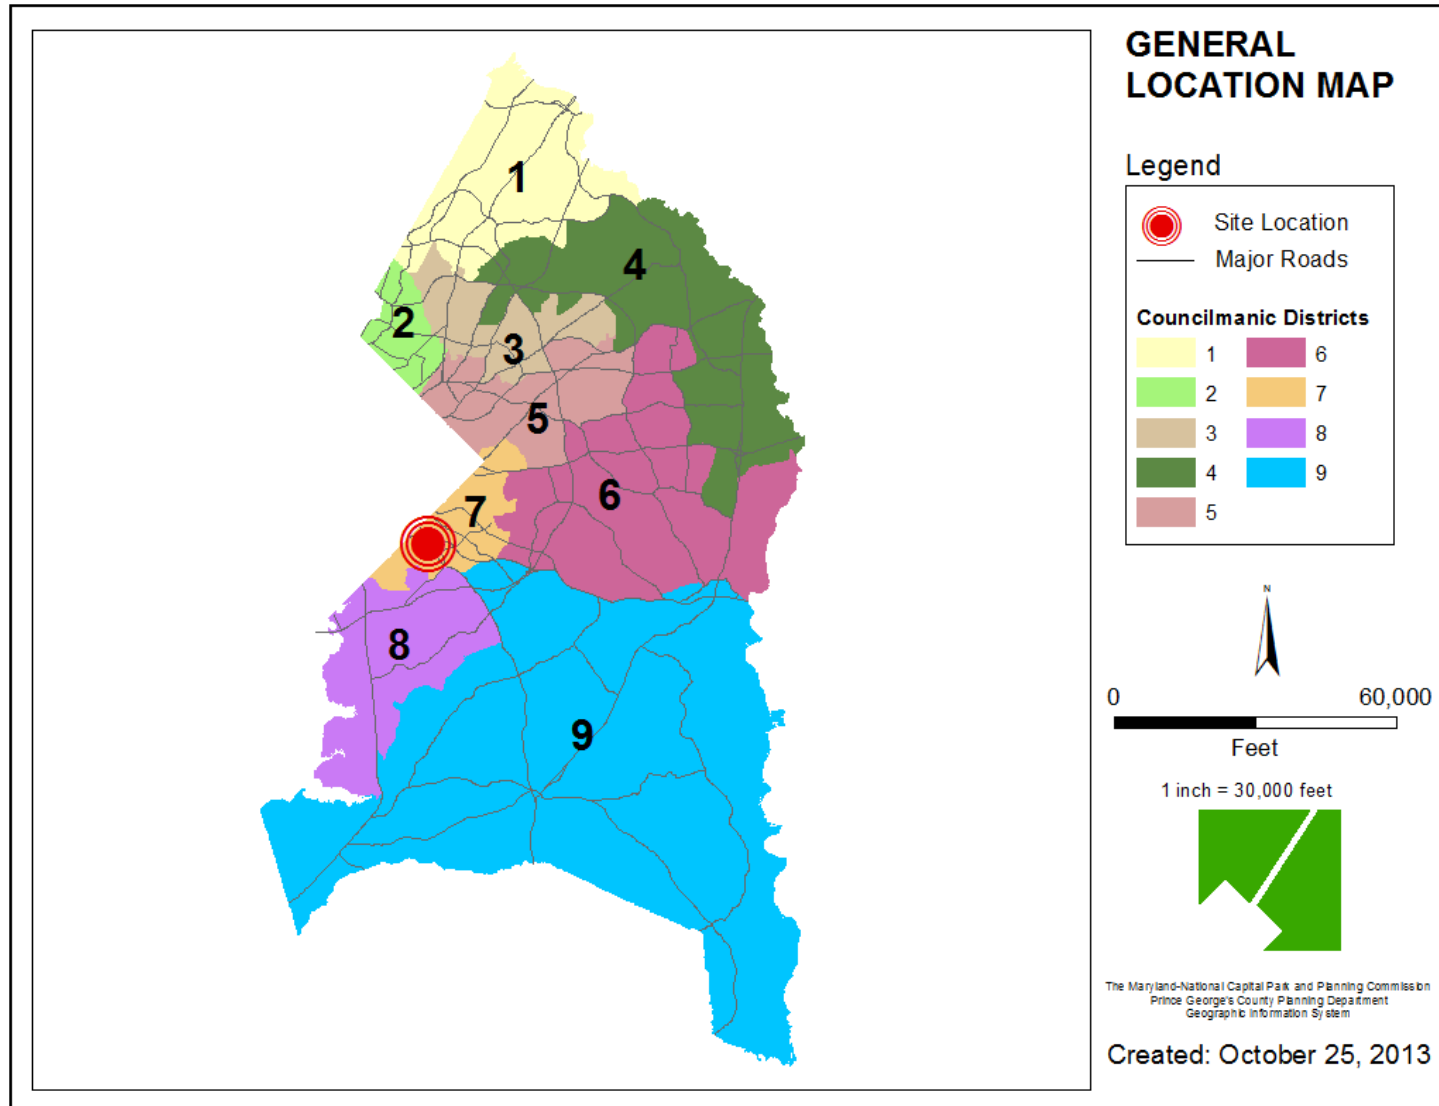 GENERAL
LOCATION MAP
Legend
Site Location
Major Roads
Councilmanic Districts
1 6
2 7
3 8
4 9
5
1
2
3
4
5
6
7
8
9
N
0 60,000
Feet
1 inch = 30,000 feet
The Maryland-National Capital Park and Planning Commission
Prince George's County Planning Department
Geographic Information System
Created: October 25, 2013